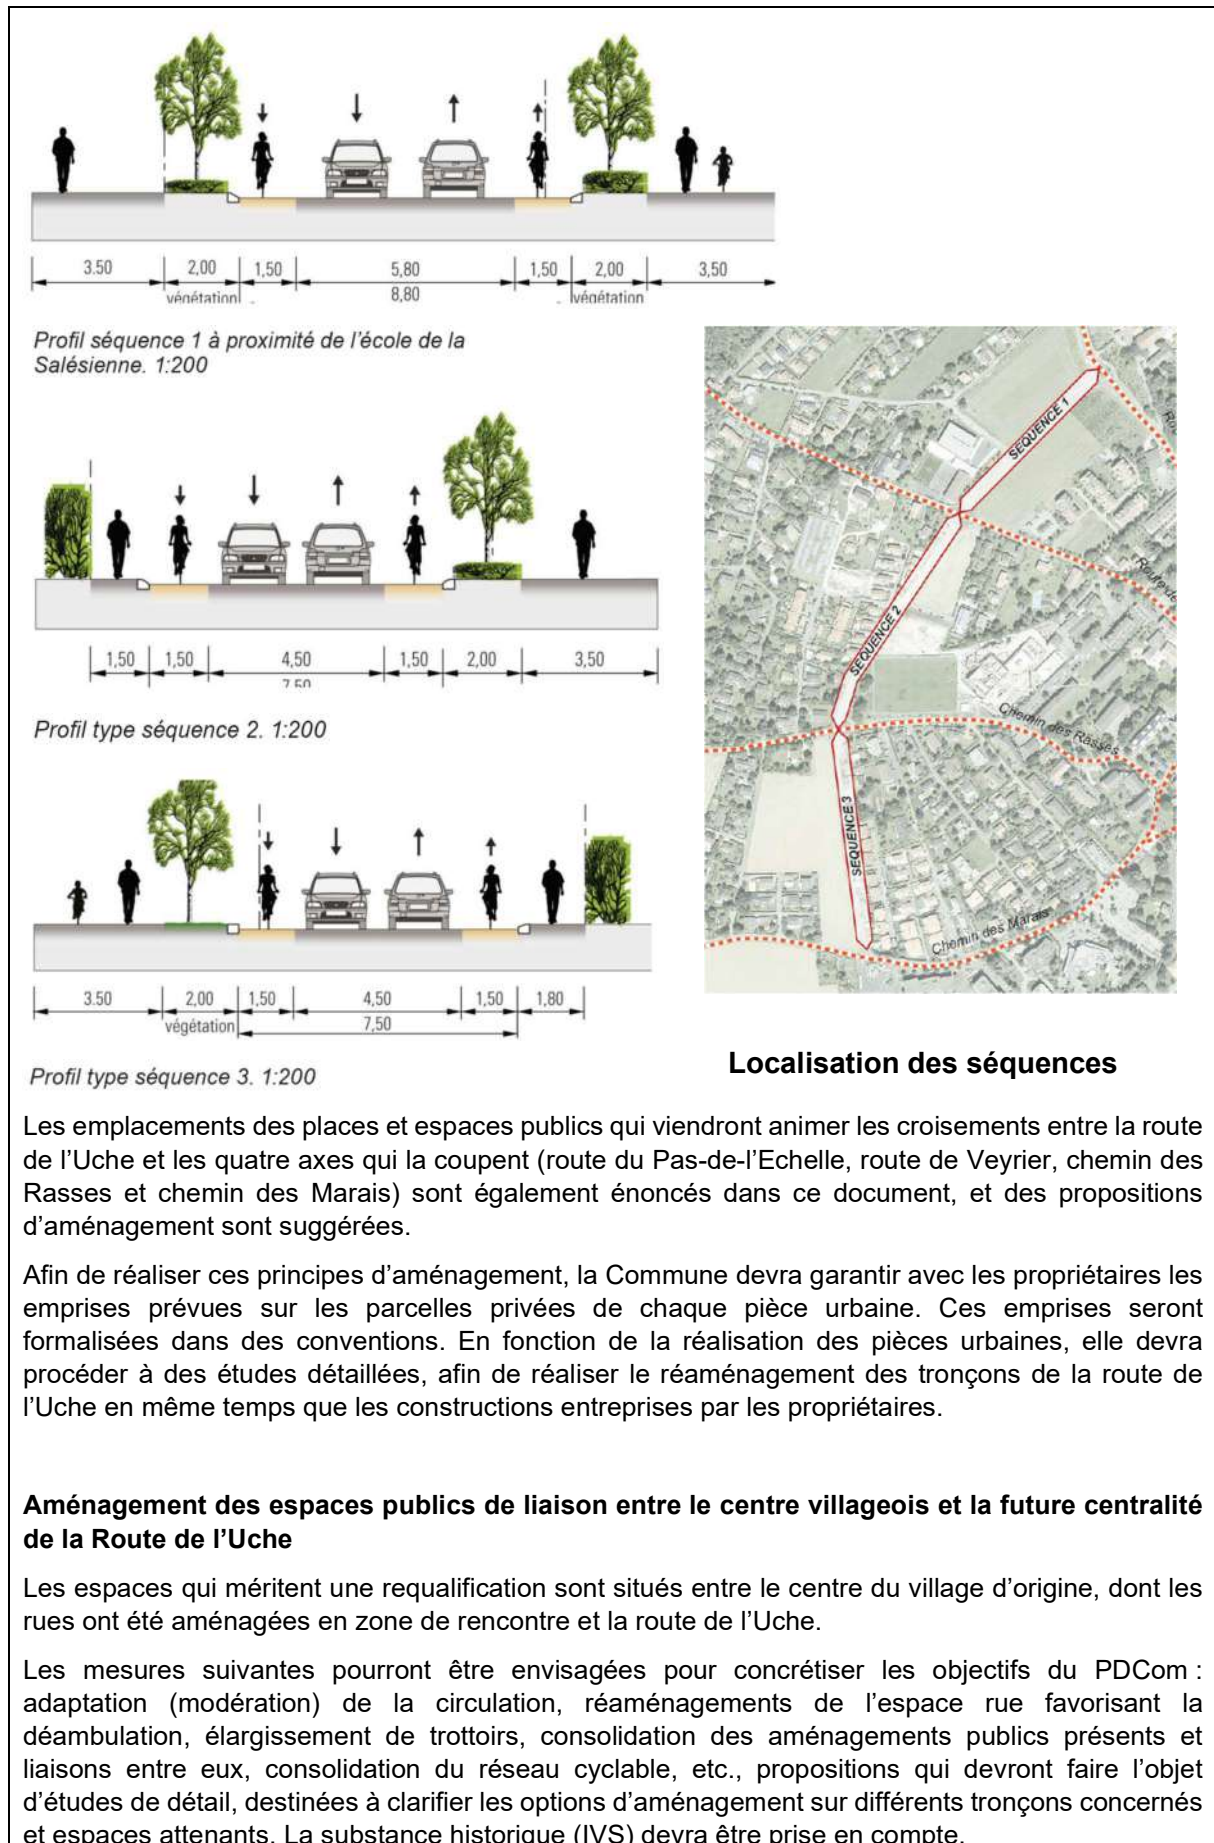 3.50 2,00 1,50 5,80 1,50 2,00 3,50
végétation 8,80 végétation
Profil séquence 1 à proximité de l'école de la
Salésienne. 1:200
1,50 1,50 4,50 1,50 2,00 3,50
7,50
Profil type séquence 2. 1:200
3.50 2,00 1,50 4,50 1,50 1,80
végétation 7,50
Profil type séquence 3. 1:200
SEQUENCE 1
SEQUENCE 2
SEQUENCE 3
Route de
Chemin des Rasses
Chemin des Marais
Localisation des séquences
Les emplacements des places et espaces publics qui viendront animer les croisements entre la route
de l'Uche et les quatre axes qui la coupent (route du Pas-de-l'Echelle, route de Veyrier, chemin des
Rasses et chemin des Marais) sont également énoncés dans ce document, et des propositions
d'aménagement sont suggérées.
Afin de réaliser ces principes d'aménagement, la Commune devra garantir avec les propriétaires les
emprises prévues sur les parcelles privées de chaque pièce urbaine. Ces emprises seront
formalisées dans des conventions. En fonction de la réalisation des pièces urbaines, elle devra
procéder à des études détaillées, afin de réaliser le réaménagement des tronçons de la route de
l'Uche en même temps que les constructions entreprises par les propriétaires.
Aménagement des espaces publics de liaison entre le centre villageois et la future centralité
de la Route de l'Uche
Les espaces qui méritent une requalification sont situés entre le centre du village d'origine, dont les
rues ont été aménagées en zone de rencontre et la route de l'Uche.
Les mesures suivantes pourront être envisagées pour concrétiser les objectifs du PDCom :
adaptation (modération) de la circulation, réaménagements de l'espace rue favorisant la
déambulation, élargissement de trottoirs, consolidation des aménagements publics présents et
liaisons entre eux, consolidation du réseau cyclable, etc., propositions qui devront faire l'objet
d'études de détail, destinées à clarifier les options d'aménagement sur différents tronçons concernés
et espaces attenants. La substance historique (IVS) devra être prise en compte.